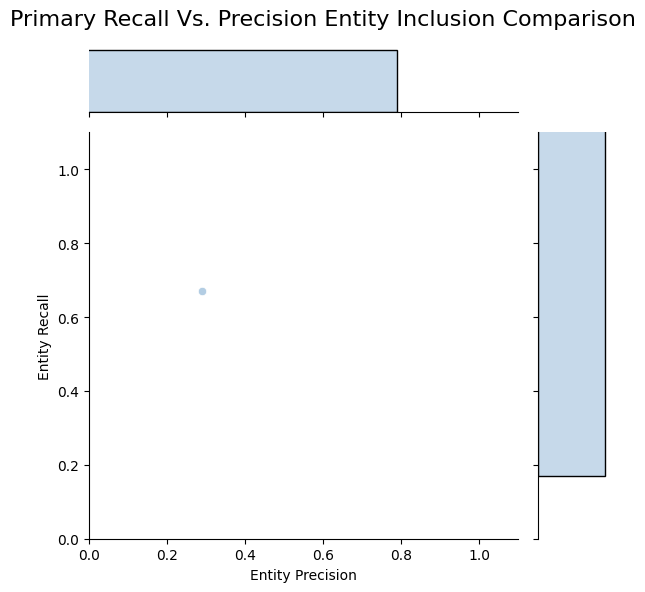 Primary Recall Vs. Precision Entity Inclusion Comparison
1.0
0.8
0.6
0.4
0.2
0.0
Entity Recall
0.0 0.2 0.4 0.6 0.8 1.0
Entity Precision